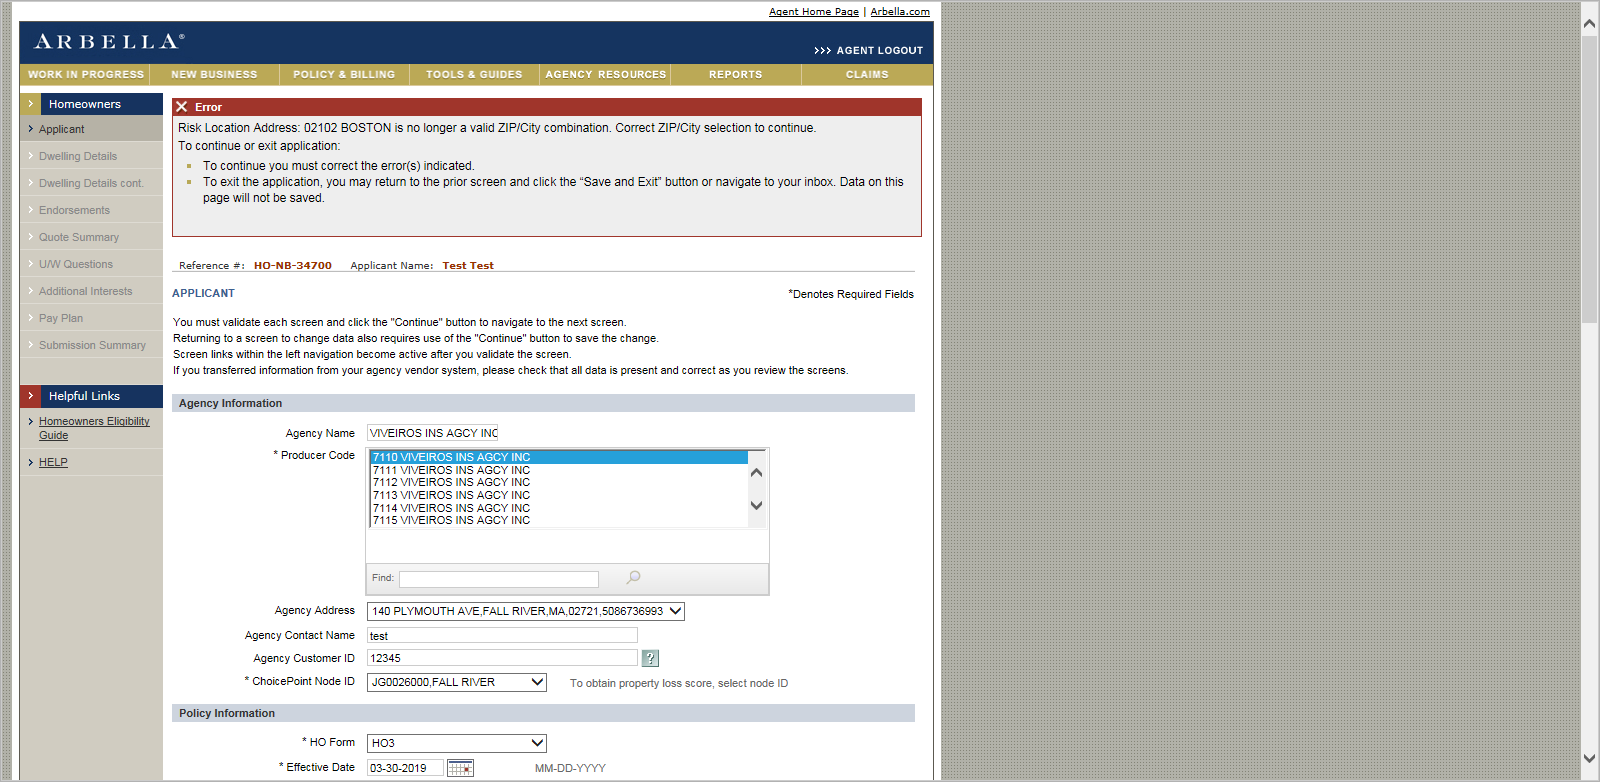 Agent Home Page | Arbella.com
ARBELLA®
>>> AGENT LOGOUT
WORK IN PROGRESS NEW BUSINESS POLICY & BILLING TOOLS & GUIDES AGENCY RESOURCES REPORTS CLAIMS
Homeowners
Applicant
Dwelling Details
Dwelling Details cont.
Endorsements
Quote Summary
U/W Questions
Additional Interests
Pay Plan
Submission Summary
Helpful Links
Homeowners Eligibility
Guide
HELP
Error
Risk Location Address: 02102 BOSTON is no longer a valid ZIP/City combination. Correct ZIP/City selection to continue.
To continue or exit application:
To continue you must correct the error(s) indicated.
To exit the application, you may return to the prior screen and click the “Save and Exit” button or navigate to your inbox. Data on this
page will not be saved.
Reference #: HO-NB-34700 Applicant Name: Test Test
APPLICANT
*Denotes Required Fields
You must validate each screen and click the "Continue" button to navigate to the next screen.
Returning to a screen to change data also requires use of the "Continue" button to save the change.
Screen links within the left navigation become active after you validate the screen.
If you transferred information from your agency vendor system, please check that all data is present and correct as you review the screens.
Agency Information
Agency Name VIVEIROS INS AGCY INC
* Producer Code
7110 VIVEIROS INS AGCY INC
7111 VIVEIROS INS AGCY INC
7112 VIVEIROS INS AGCY INC
7113 VIVEIROS INS AGCY INC
7114 VIVEIROS INS AGCY INC
7115 VIVEIROS INS AGCY INC
Find:
Agency Address 140 PLYMOUTH AVE,FALL RIVER,MA,02721,5086736993
Agency Contact Name test
Agency Customer ID 12345 ?
* ChoicePoint Node ID JG0026000,FALL RIVER To obtain property loss score, select node ID
Policy Information
* HO Form HO3
* Effective Date 03-30-2019 MM-DD-YYYY